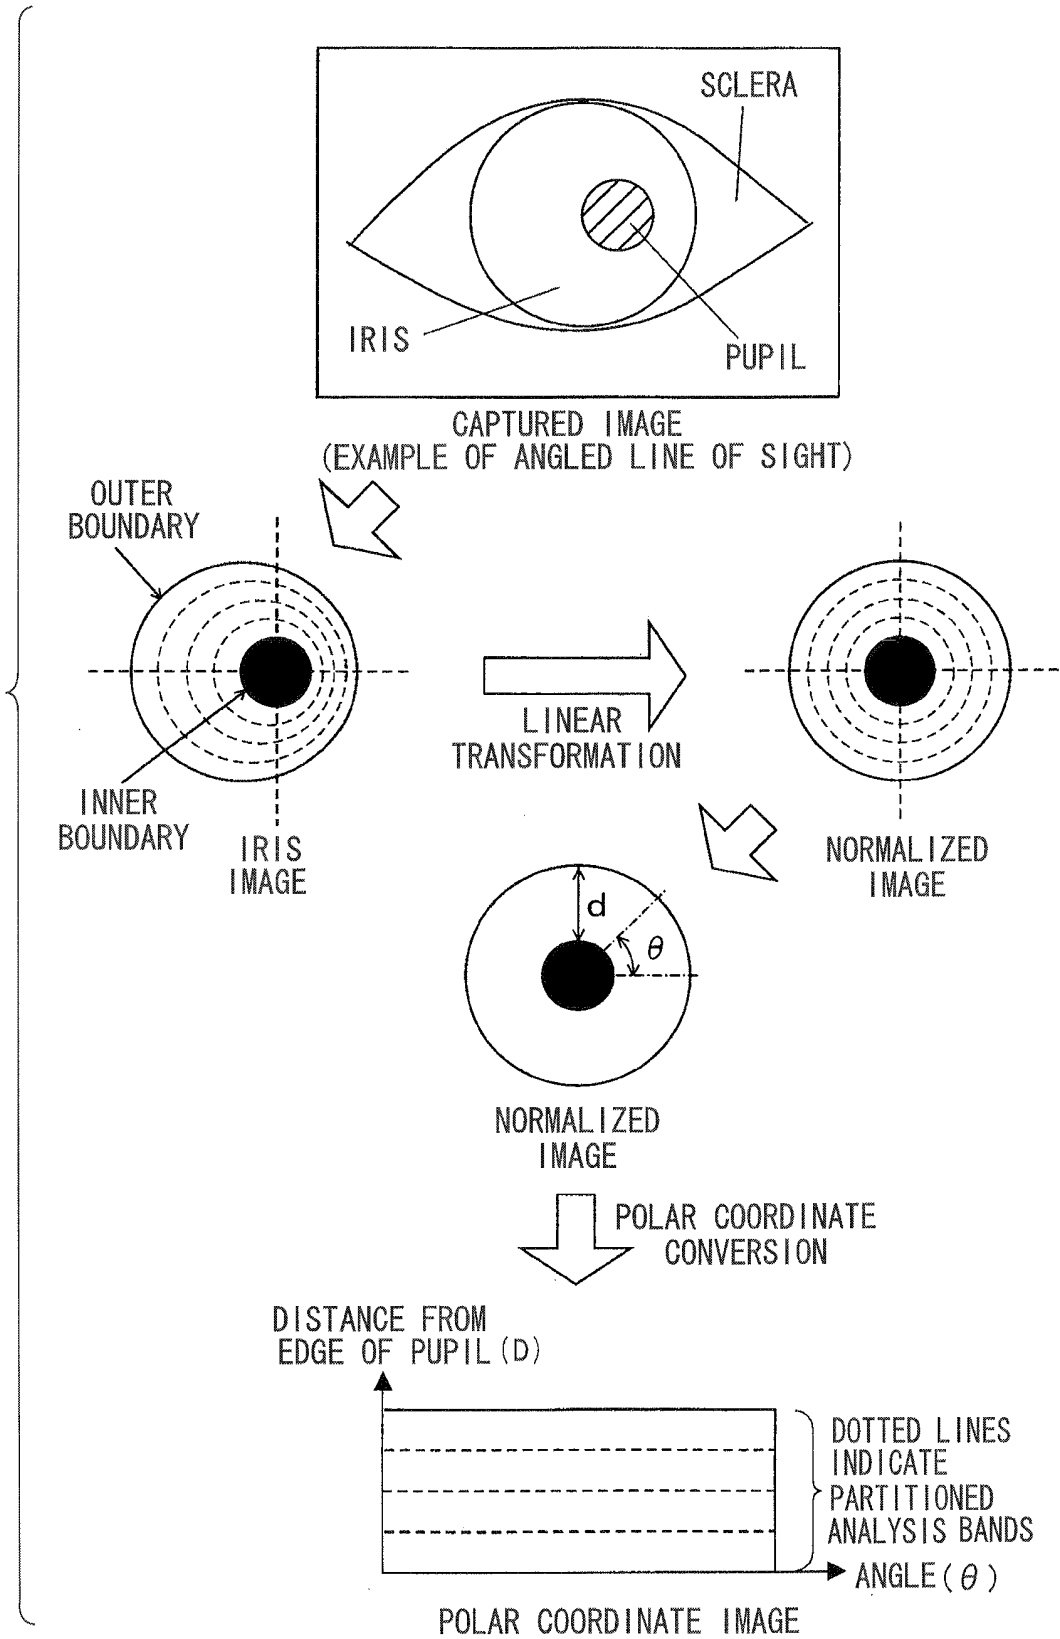 SCLERA
IRIS
PUPIL
CAPTURED IMAGE
(EXAMPLE OF ANGLED LINE OF SIGHT)
OUTER
BOUNDARY
INNER
BOUNDARY
IRIS
IMAGE
LINEAR
TRANSFORMATION
NORMALIZED
IMAGE
d
θ
NORMALIZED
IMAGE
POLAR COORDINATE
CONVERSION
DISTANCE FROM
EDGE OF PUPIL (D)
DOTTED LINES
INDICATE
PARTITIONED
ANALYSIS BANDS
ANGLE (θ)
POLAR COORDINATE IMAGE